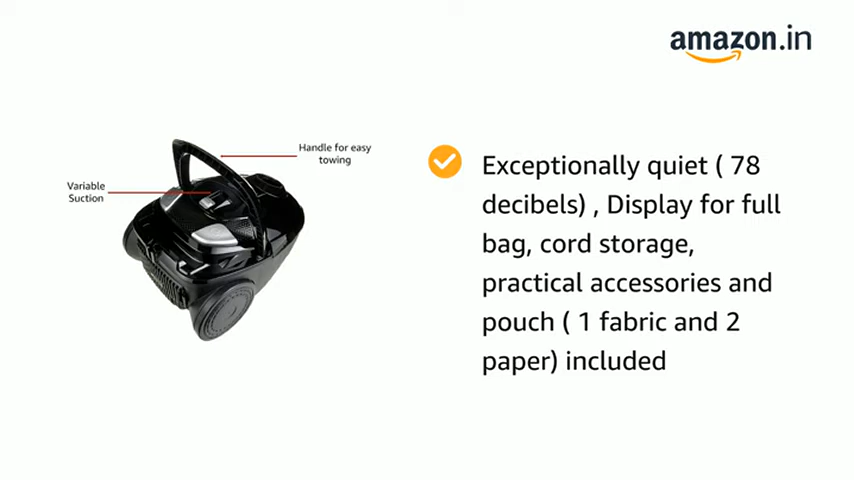 amazon.in
Handle for easy
towing
Variable
Suction
Exceptionally quiet ( 78
decibels) , Display for full
bag, cord storage,
practical accessories and
pouch ( 1 fabric and 2
paper) included